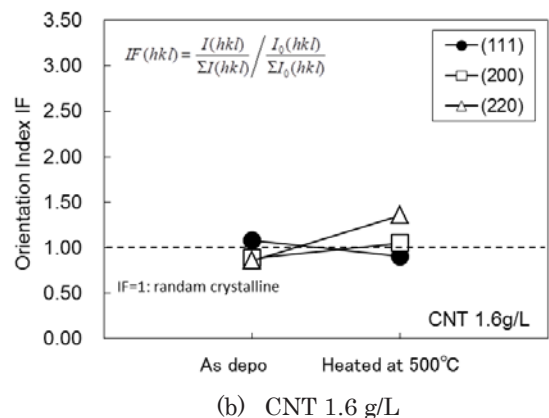 3.50
3.00
2.50
2.00
1.50
1.00
0.50
0.00
Orientation Index IF
IF(hkl) = I(hkl) / ΣI(hkl) / I₀(hkl) / ΣI₀(hkl)
(111)
(200)
(220)
IF=1: randam crystalline
CNT 1.6g/L
As depo Heated at 500℃
(b) CNT 1.6 g/L